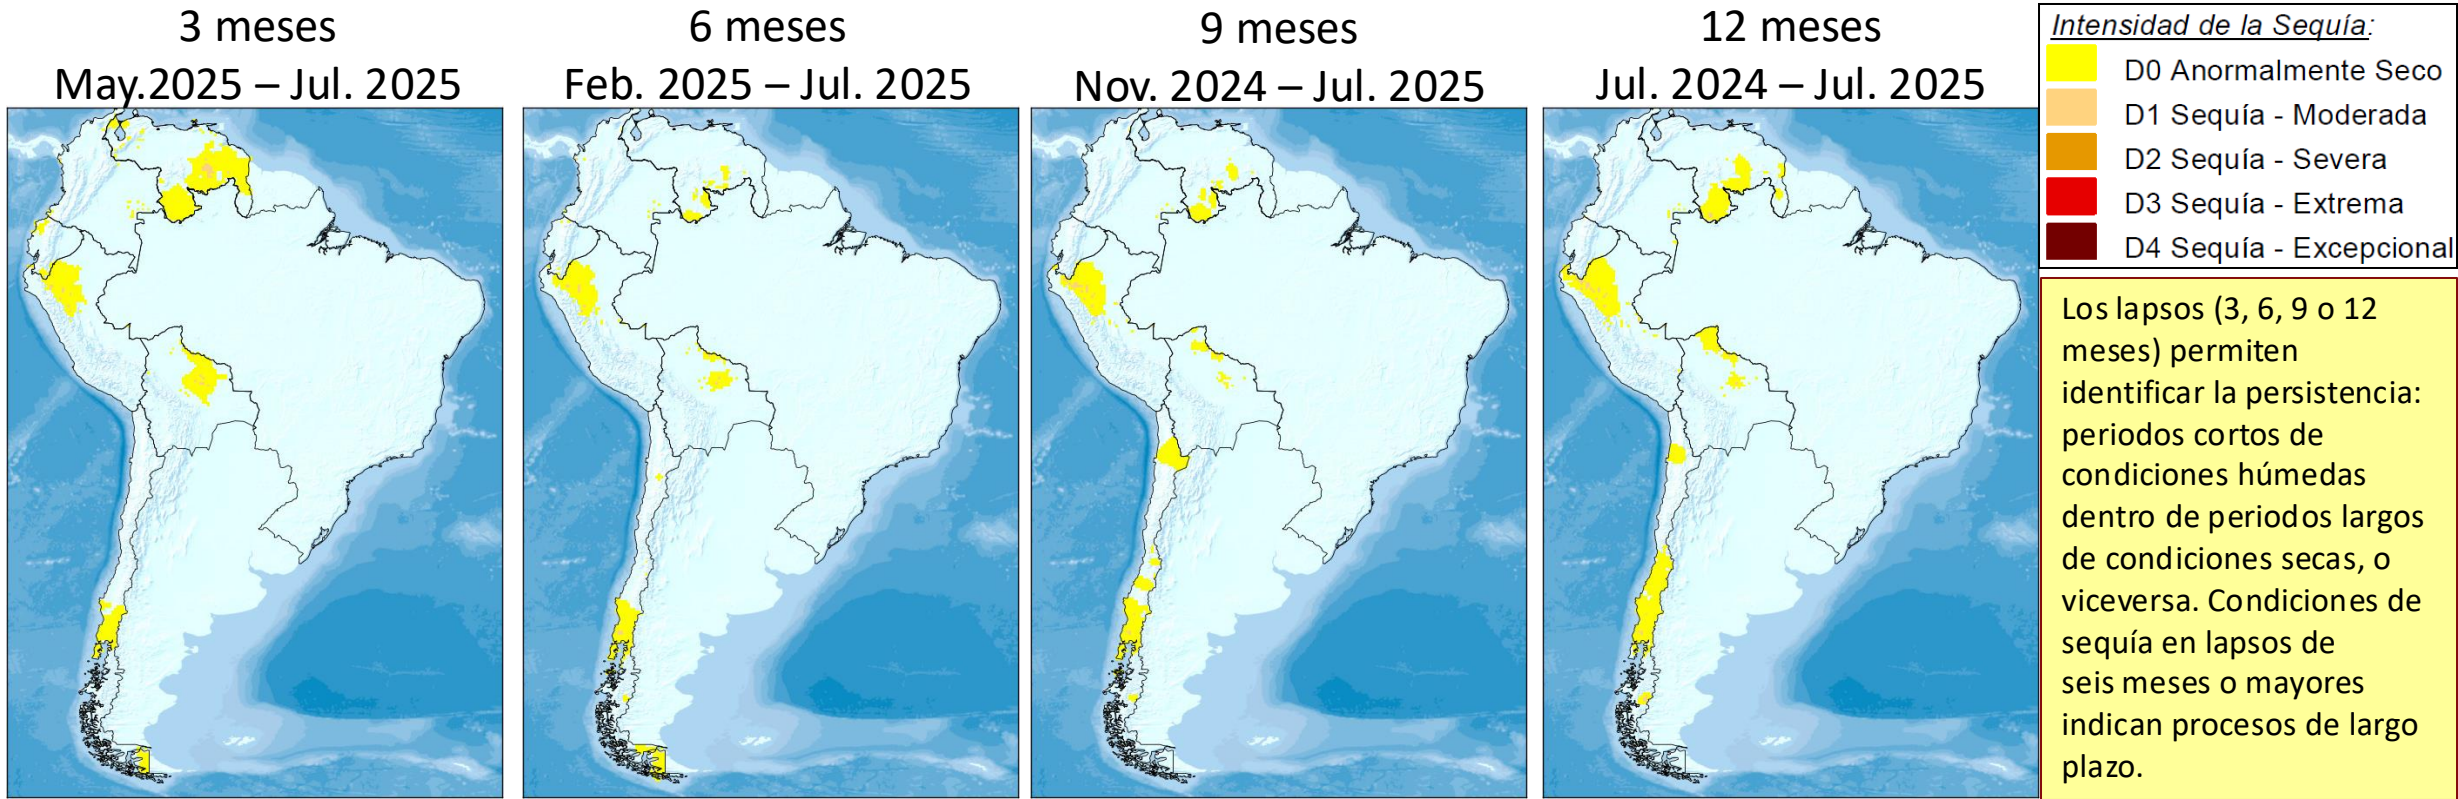 3 meses
May.2025 – Jul. 2025
6 meses
Feb. 2025 – Jul. 2025
9 meses
Nov. 2024 – Jul. 2025
12 meses
Jul. 2024 – Jul. 2025
Intensidad de la Sequía:
D0 Anormalmente Seco
D1 Sequía - Moderada
D2 Sequía - Severa
D3 Sequía - Extrema
D4 Sequía - Excepcional
Los lapsos (3, 6, 9 o 12
meses) permiten
identificar la persistencia:
periodos cortos de
condiciones húmedas
dentro de periodos largos
de condiciones secas, o
viceversa. Condiciones de
sequía en lapsos de
seis meses o mayores
indican procesos de largo
plazo.